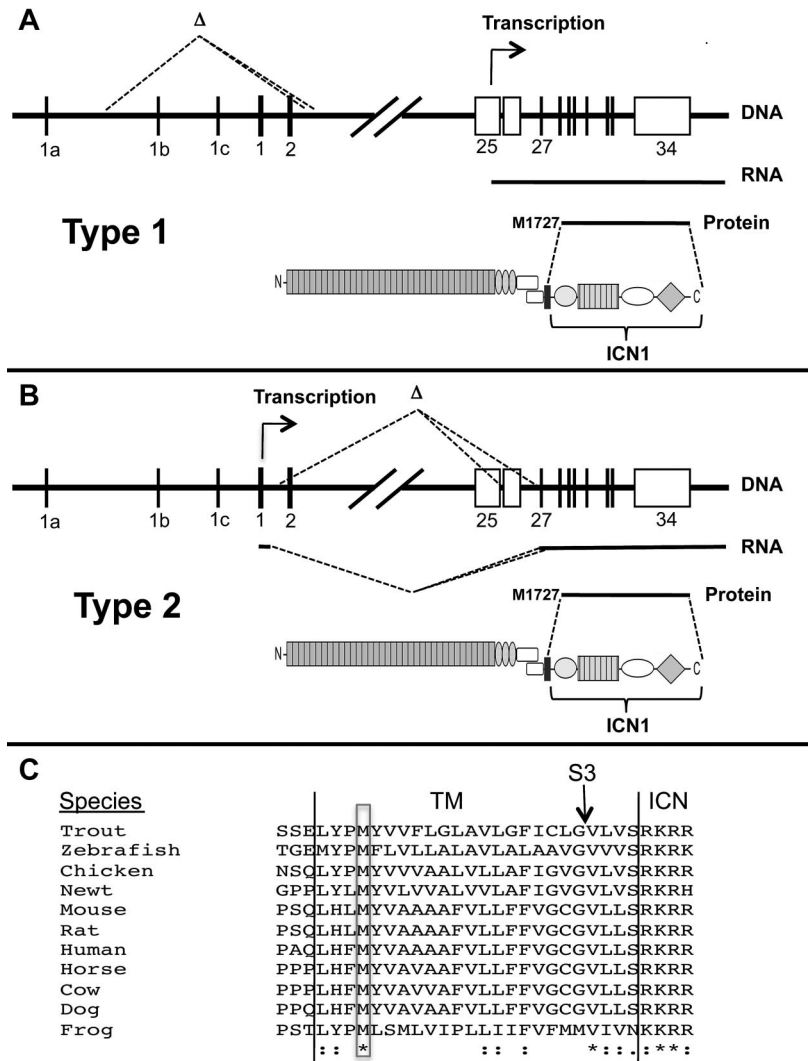 A
Δ
Transcription
DNA
1a 1b 1c 1 2 25 27 34
RNA
Type 1
M1727 Protein
N C
ICN1
B
Transcription Δ
DNA
1a 1b 1c 1 2 25 27 34
RNA
Type 2
M1727 Protein
N C
ICN1
C
S3
Species TM ICN
Trout SSELYPMYVVFLGLAVLGFICLGVLVSRKRR
Zebrafish TGEMYPMFLVLLALAVLALAAVGVVVSRKRK
Chicken NSQLYPMYVVVAALVLLAFIGVGVLVSRKRR
Newt GPPLYLMYVLVVALVVLAFIGVGVLVSRKRH
Mouse PSQLHLMYVAAAAFVLLFFVGCGVLLSRKRR
Rat PSQLHLMYVAAAAFVLLFFVGCGVLLSRKRR
Human PAQLHFMYVAAAAFVLLFFVGCGVLLSRKRR
Horse PPPLHFMYVAVAAFVLLFFVGCGVLLSRKRR
Cow PPPLHFMYVAVAAFVLLFFVGCGVLLSRKRR
Dog PPQLHFMYVAVAAFVLLFFVGCGVLLSRKRR
Frog PSTLYPMLSMLVIPLLIIFVFMMVIVNKKRR
:: * :: : *::.:**: